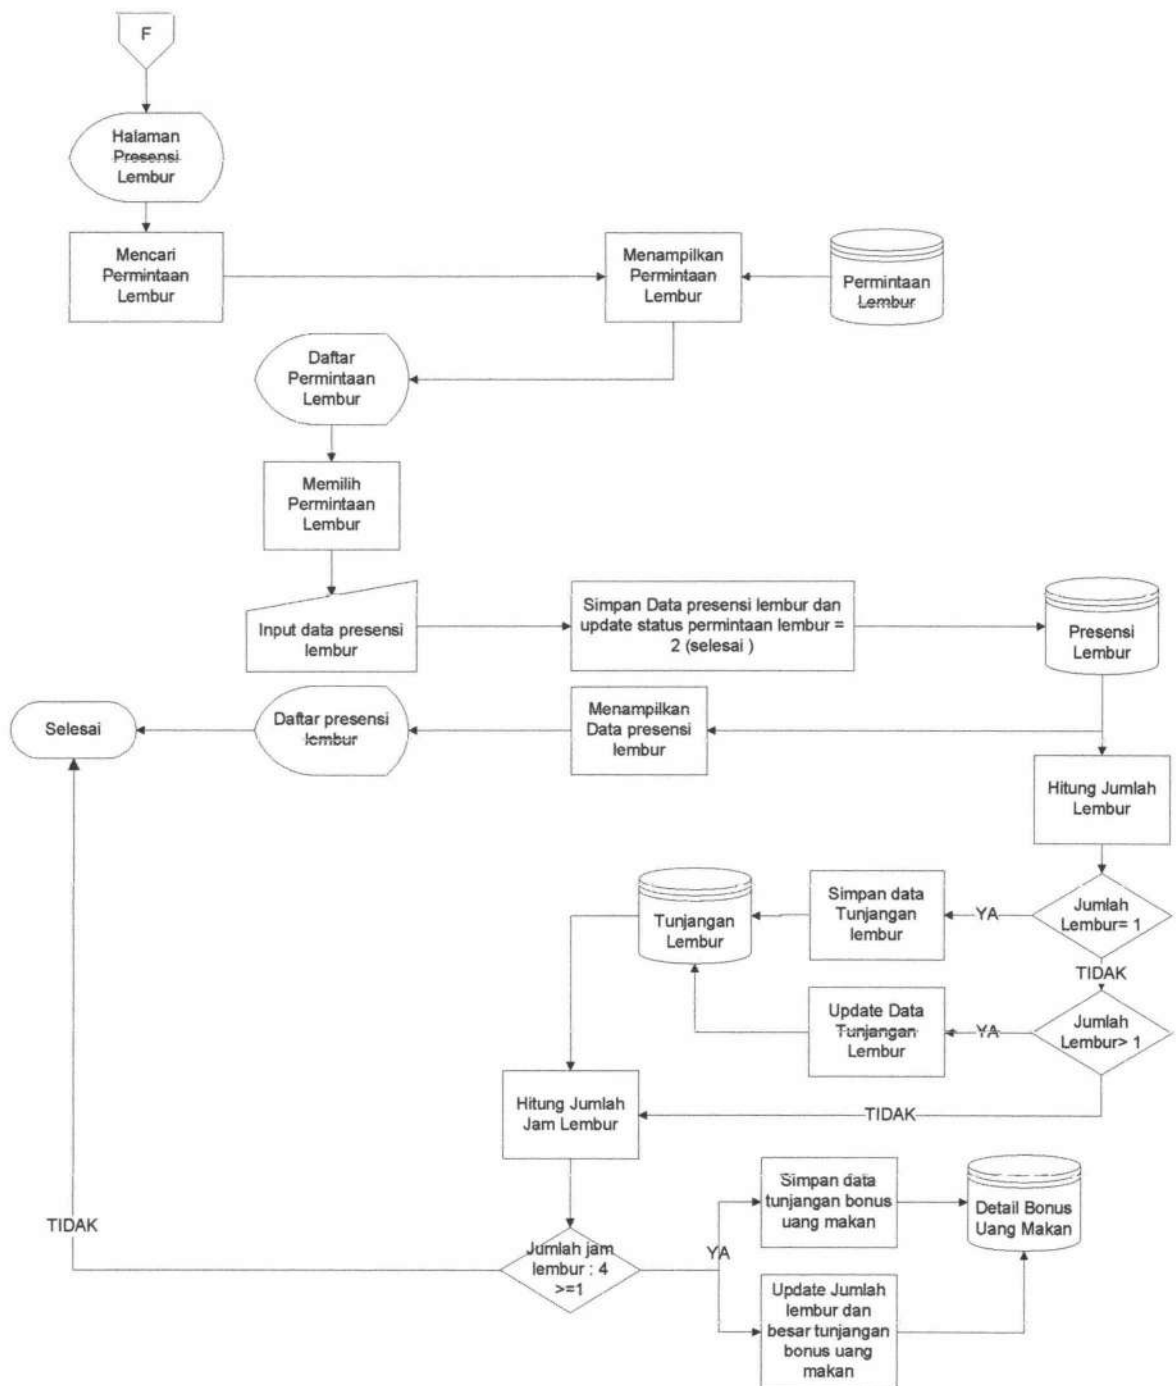 F
Halaman
Presensi
Lembur
Mencari
Permintaan
Lembur
Menampilkan
Permintaan
Lembur
Permintaan
Lembur
Daftar
Permintaan
Lembur
Memilih
Permintaan
Lembur
Input data presensi
lembur
Simpan Data presensi lembur dan
update status permintaan lembur =
2 (selesai )
Presensi
Lembur
Selesai
Daftar presensi
lembur
Menampilkan
Data presensi
lembur
Hitung Jumlah
Lembur
Tunjangan
Lembur
Simpan data
Tunjangan
lembur
YA
Jumlah
Lembur= 1
TIDAK
Update Data
Tunjangan
Lembur
YA
Jumlah
Lembur> 1
Hitung Jumlah
Jam Lembur
TIDAK
Simpan data
tunjangan bonus
uang makan
Detail Bonus
Uang Makan
TIDAK
Jumlah jam
lembur : 4
>=1
YA
Update Jumlah
lembur dan
besar tunjangan
bonus uang
makan